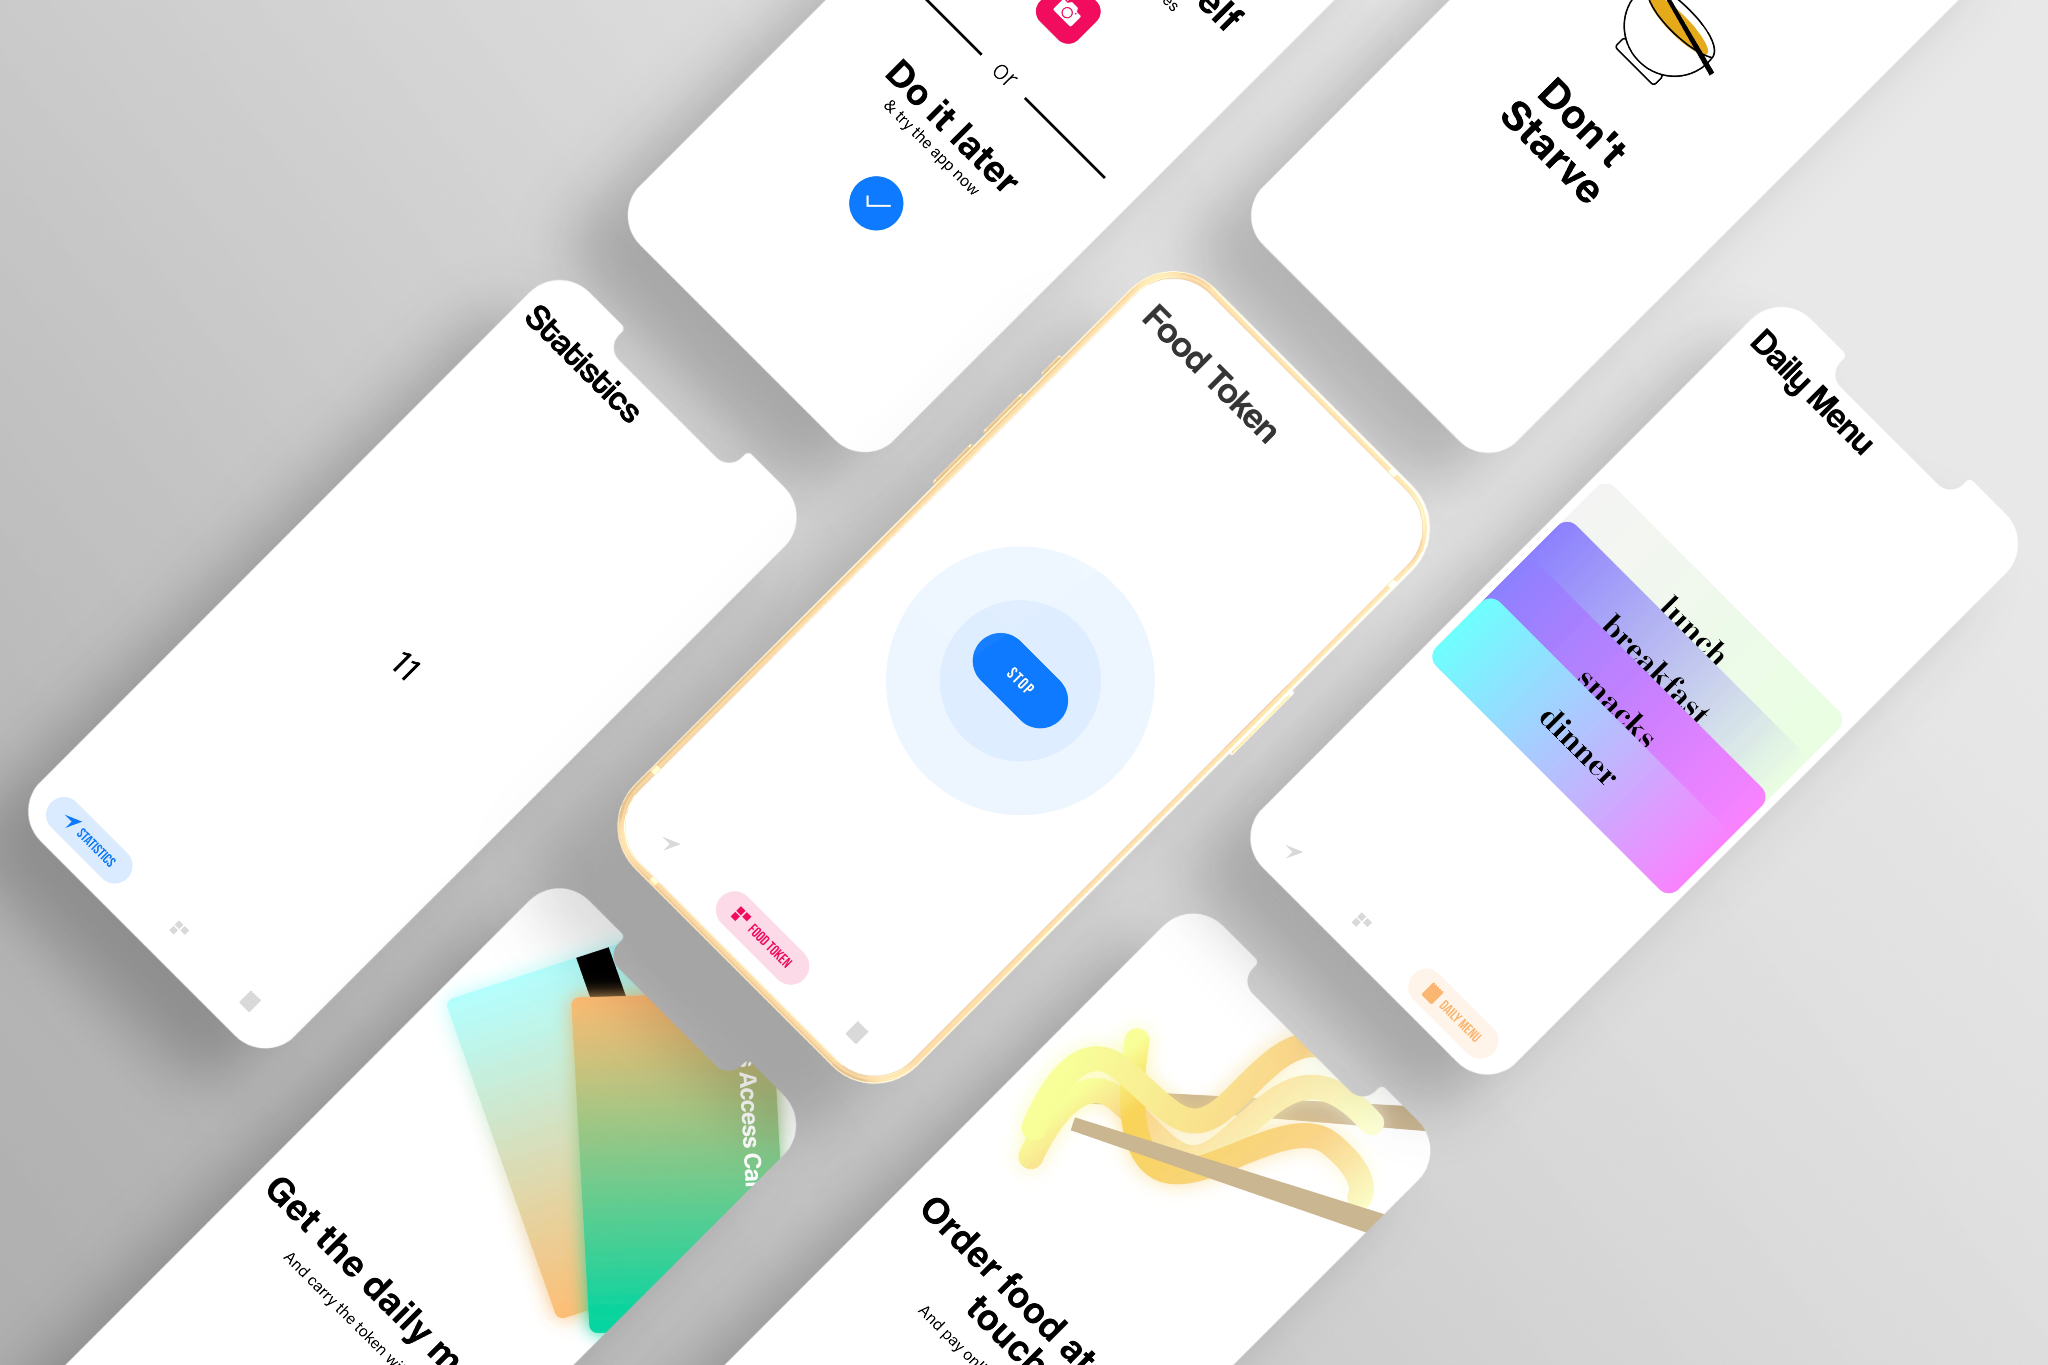 elf
es
Or
Do it later
& try the app now
Don't
Starve
Statistics
11
STATISTICS
Food Token
STOP
FOOD TOKEN
Daily Menu
lunch
breakfast
snacks
dinner
DAILY MENU
s Access Ca
Get the daily m
And carry the token wi
Order food at
touch
And pay onli